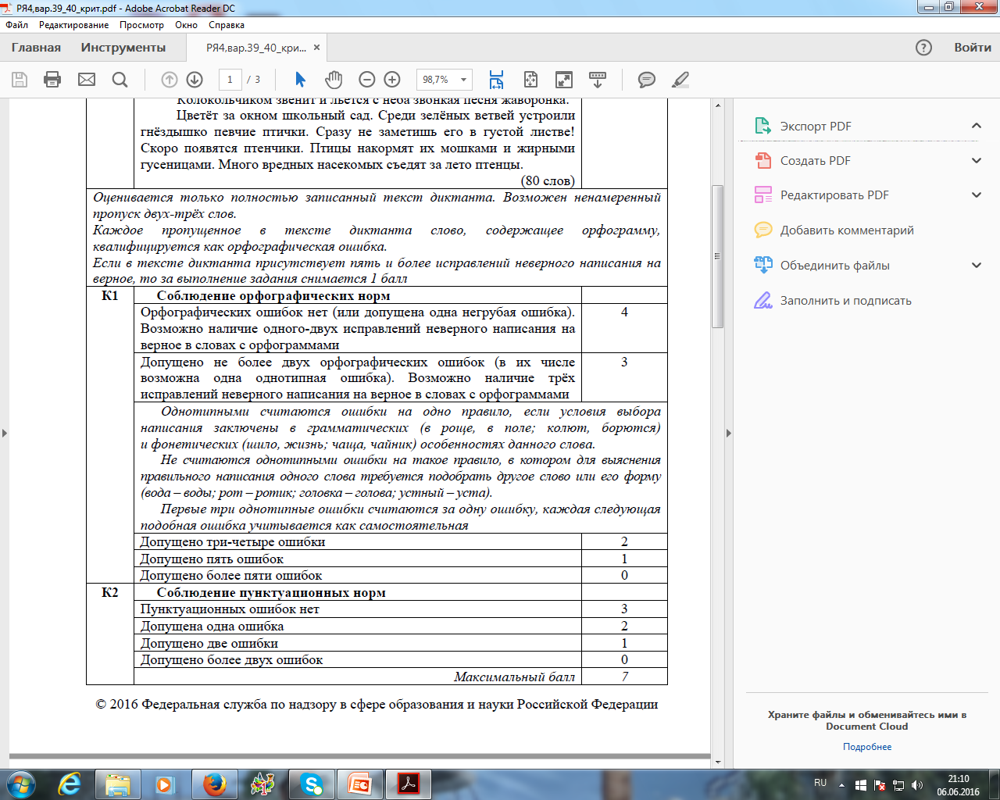 РЯ4,вар.39_40_крит.pdf - Adobe Acrobat Reader DC
Файл Редактирование Просмотр Окно Справка
Главная Инструменты РЯ4,вар.39_40_кри... × ? Войти
1 / 3 98,7%
Колокольчиком звенит и льётся с неба звонкая песня жаворонка.
Цветёт за окном школьный сад. Среди зелёных ветвей устроили
гнёздышко певчие птички. Сразу не заметишь его в густой листве!
Скоро появятся птенчики. Птицы накормят их мошками и жирными
гусеницами. Много вредных насекомых съедят за лето птенцы.
(80 слов)
Оценивается только полностью записанный текст диктанта. Возможен ненамеренный
пропуск двух-трёх слов.
Каждое пропущенное в тексте диктанта слово, содержащее орфограмму,
квалифицируется как орфографическая ошибка.
Если в тексте диктанта присутствует пять и более исправлений неверного написания на
верное, то за выполнение задания снимается 1 балл
К1 Соблюдение орфографических норм
Орфографических ошибок нет (или допущена одна негрубая ошибка). 4
Возможно наличие одного-двух исправлений неверного написания на
верное в словах с орфограммами
Допущено не более двух орфографических ошибок (в их числе 3
возможна одна однотипная ошибка). Возможно наличие трёх
исправлений неверного написания на верное в словах с орфограммами
Однотипными считаются ошибки на одно правило, если условия выбора
написания заключены в грамматических (в роще, в поле; колют, борются)
и фонетических (шило, жизнь; чаща, чайник) особенностях данного слова.
Не считаются однотипными ошибки на такое правило, в котором для выяснения
правильного написания одного слова требуется подобрать другое слово или его форму
(вода – воды; рот – ротик; головка – голова; устный – уста).
Первые три однотипные ошибки считаются за одну ошибку, каждая следующая
подобная ошибка учитывается как самостоятельная
Допущено три-четыре ошибки 2
Допущено пять ошибок 1
Допущено более пяти ошибок 0
К2 Соблюдение пунктуационных норм
Пунктуационных ошибок нет 3
Допущена одна ошибка 2
Допущено две ошибки 1
Допущено более двух ошибок 0
Максимальный балл 7
© 2016 Федеральная служба по надзору в сфере образования и науки Российской Федерации
Экспорт PDF
Создать PDF
Редактировать PDF
Добавить комментарий
Объединить файлы
Заполнить и подписать
Храните файлы и обменивайтесь ими в
Document Cloud
Подробнее
RU
21:10
06.06.2016